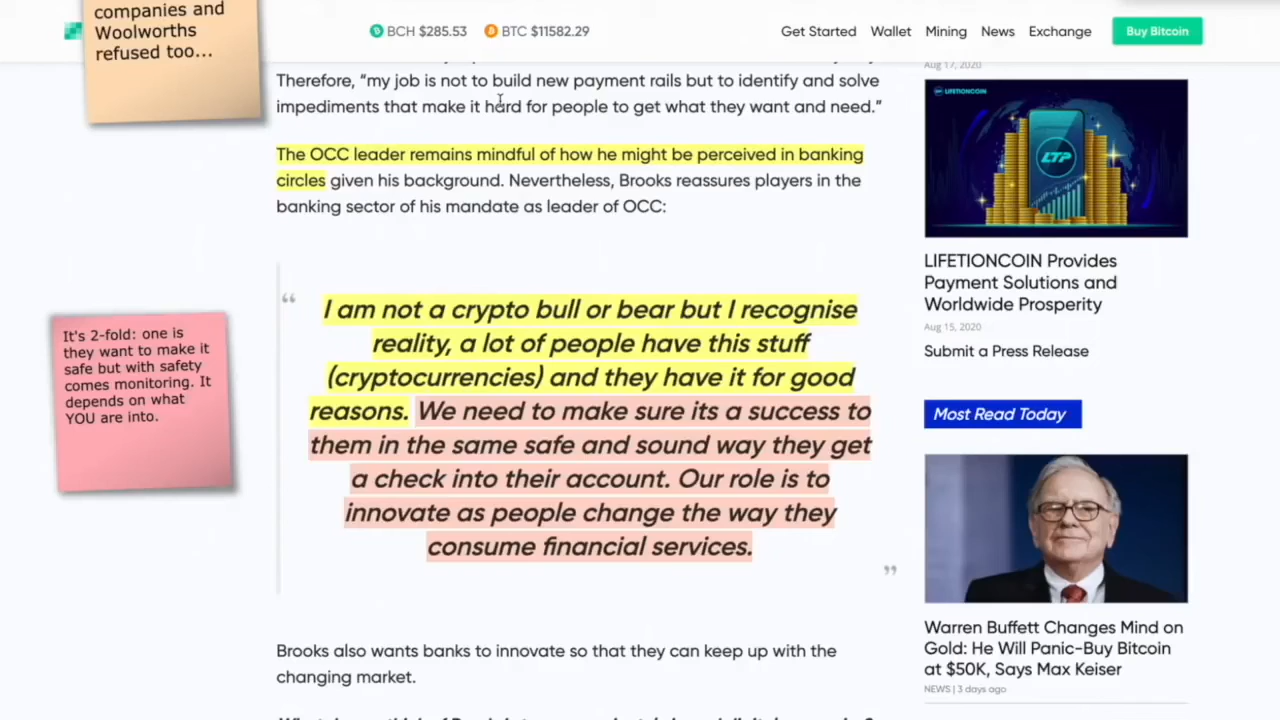 companies and
Woolworths
refused too...
BCH $285.53
BTC $11582.29
Get Started
Wallet
Mining
News
Exchange
Buy Bitcoin
Therefore, “my job is not to build new payment rails but to identify and solve
impediments that make it hard for people to get what they want and need.”
The OCC leader remains mindful of how he might be perceived in banking
circles given his background. Nevertheless, Brooks reassures players in the
banking sector of his mandate as leader of OCC:
“
I am not a crypto bull or bear but I recognise
reality, a lot of people have this stuff
(cryptocurrencies) and they have it for good
reasons. We need to make sure its a success to
them in the same safe and sound way they get
a check into their account. Our role is to
innovate as people change the way they
consume financial services.
”
Brooks also wants banks to innovate so that they can keep up with the
changing market.
It's 2-fold: one is
they want to make it
safe but with safety
comes monitoring. It
depends on what
YOU are into.
Aug 17, 2020
LIFETIONCOIN
LTP
LIFETIONCOIN Provides
Payment Solutions and
Worldwide Prosperity
Aug 15, 2020
Submit a Press Release
Most Read Today
Warren Buffett Changes Mind on
Gold: He Will Panic-Buy Bitcoin
at $50K, Says Max Keiser
NEWS | 3 days ago